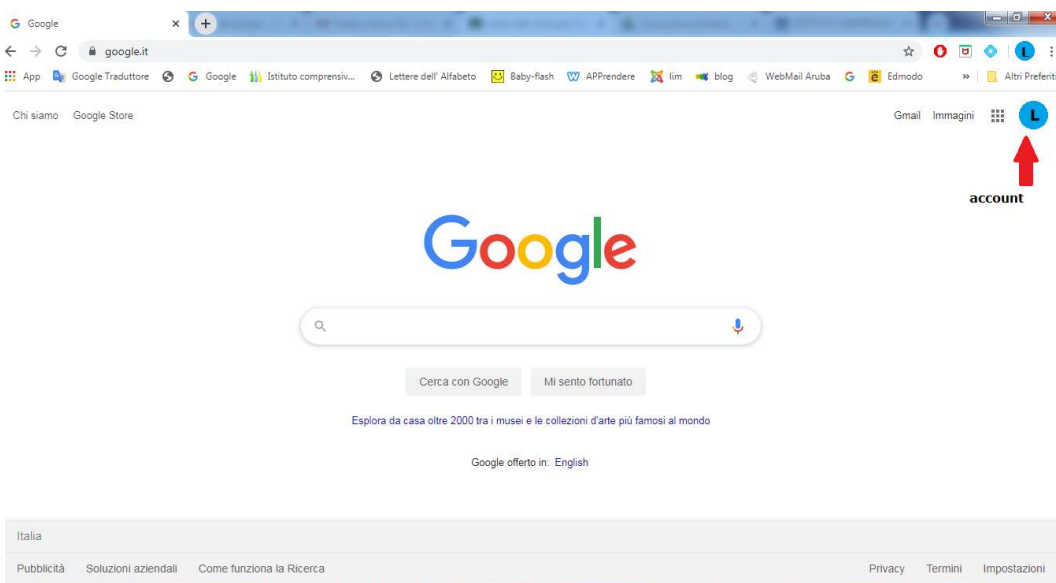 Google
google.it
App Google Traduttore Google Istituto comprensiv... Lettere dell' Alfabeto Baby-flash APPrendere lim blog WebMail Aruba Edmodo » Altri Preferiti
Chi siamo Google Store Gmail Immagini L
account
Google
Cerca con Google Mi sento fortunato
Esplora da casa oltre 2000 tra i musei e le collezioni d'arte più famosi al mondo
Google offerto in: English
Italia
Pubblicità Soluzioni aziendali Come funziona la Ricerca Privacy Termini Impostazioni